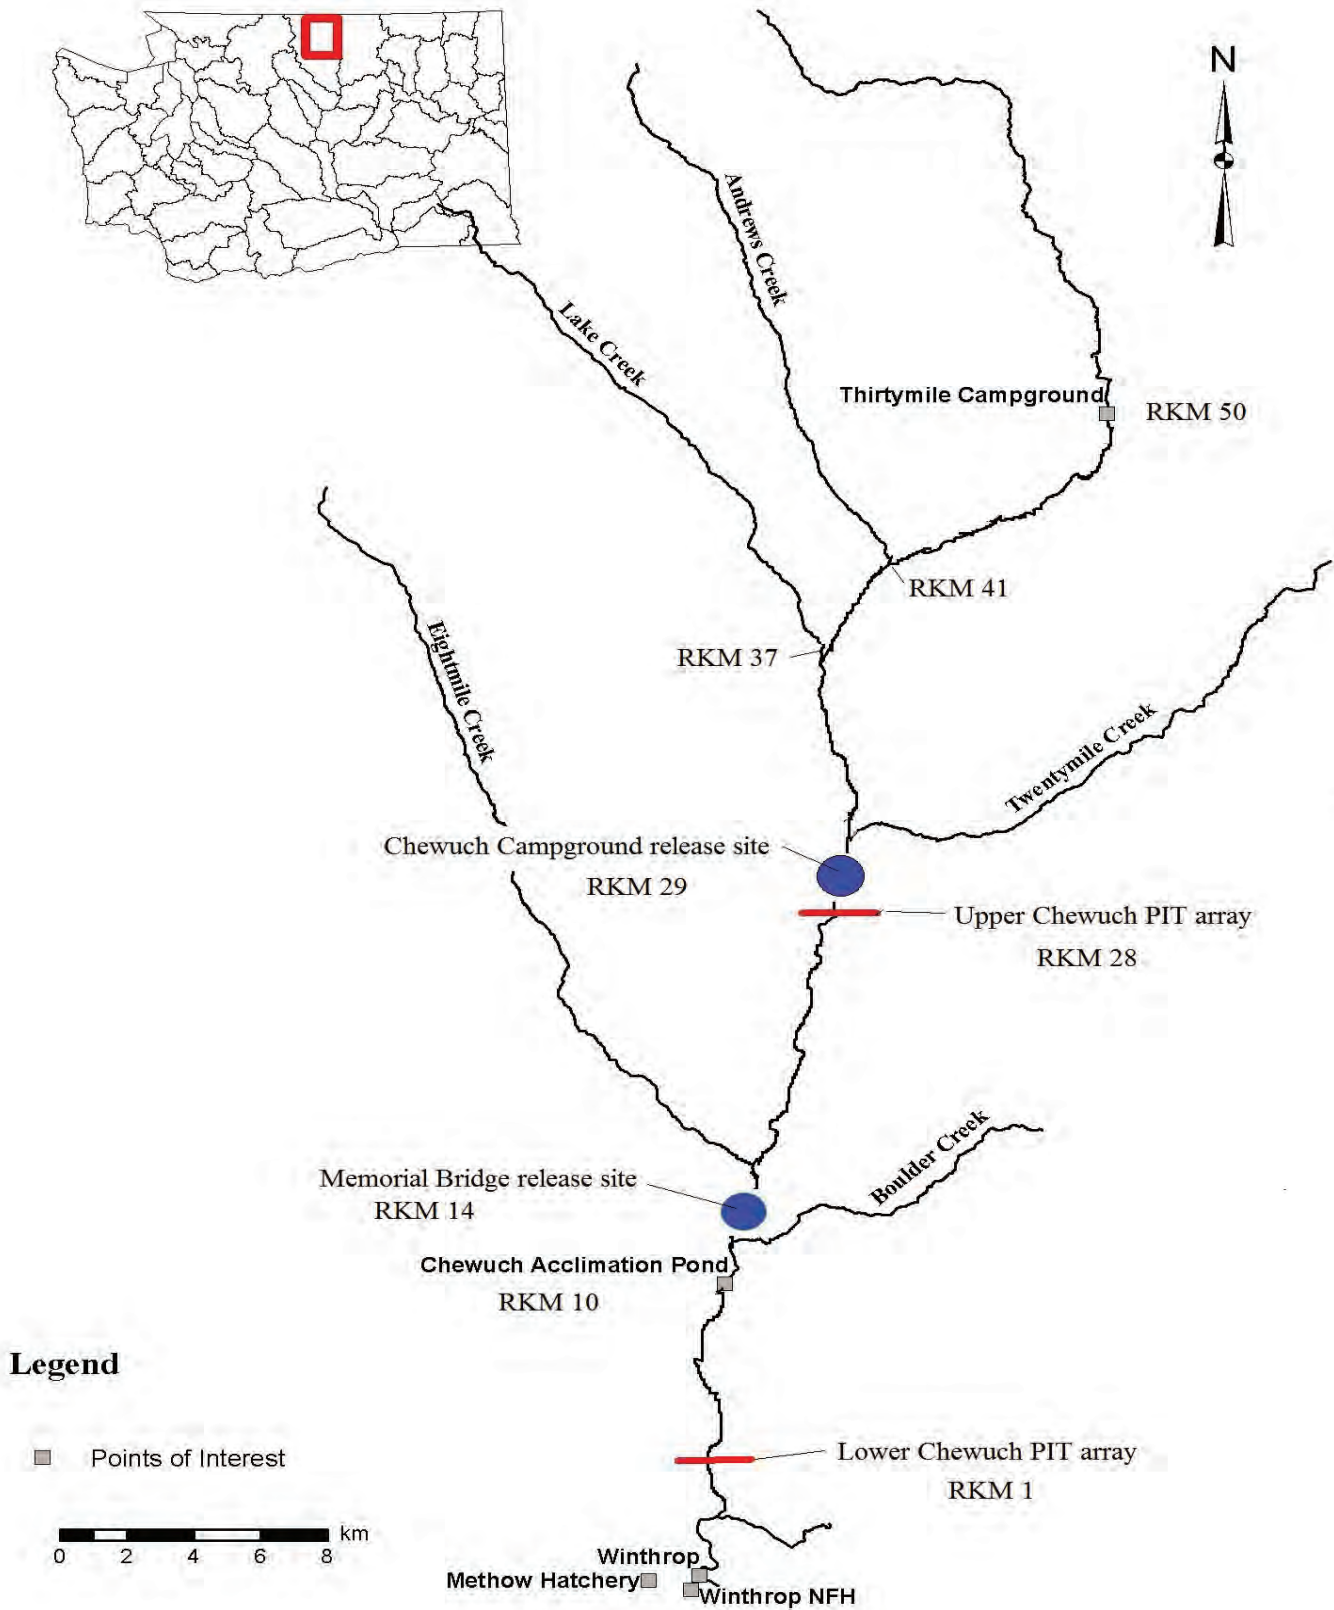 N
Andrews Creek
Lake Creek
Thirtymile Campground
RKM 50
RKM 41
Eightmile Creek
RKM 37
Twentymile Creek
Chewuch Campground release site
RKM 29
Upper Chewuch PIT array
RKM 28
Boulder Creek
Memorial Bridge release site
RKM 14
Chewuch Acclimation Pond
RKM 10
Legend
Points of Interest
Lower Chewuch PIT array
RKM 1
km
0 2 4 6 8
Winthrop
Methow Hatchery
Winthrop NFH